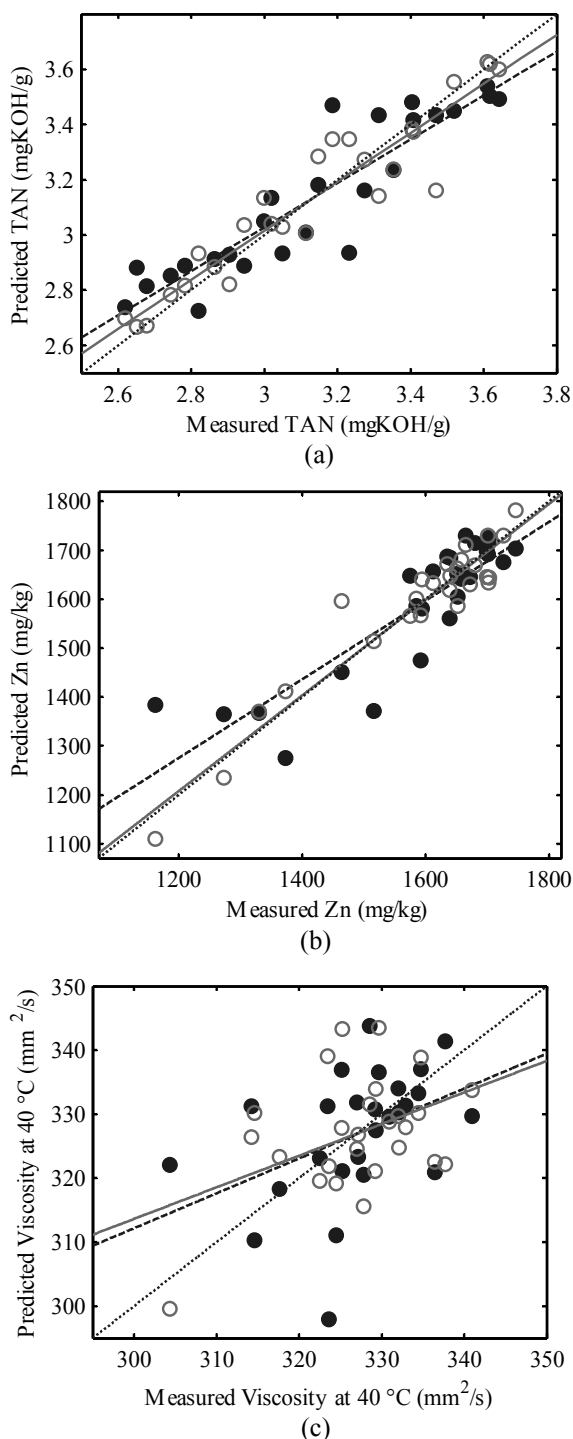 3.6
3.4
3.2
3
2.8
2.6
Predicted TAN (mgKOH/g)
2.6 2.8 3 3.2 3.4 3.6 3.8
Measured TAN (mgKOH/g)
(a)
1800
1700
1600
1500
1400
1300
1200
1100
Predicted Zn (mg/kg)
1200 1400 1600 1800
Measured Zn (mg/kg)
(b)
350
340
330
320
310
300
Predicted Viscosity at 40 °C (mm²/s)
300 310 320 330 340 350
Measured Viscosity at 40 °C (mm²/s)
(c)